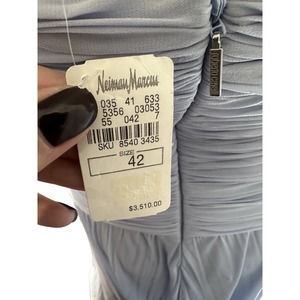 Neiman Marcus
035 41 633
5356 03053
55 042 7
SKU 8540 3435
SIZE
42
$3,510.00